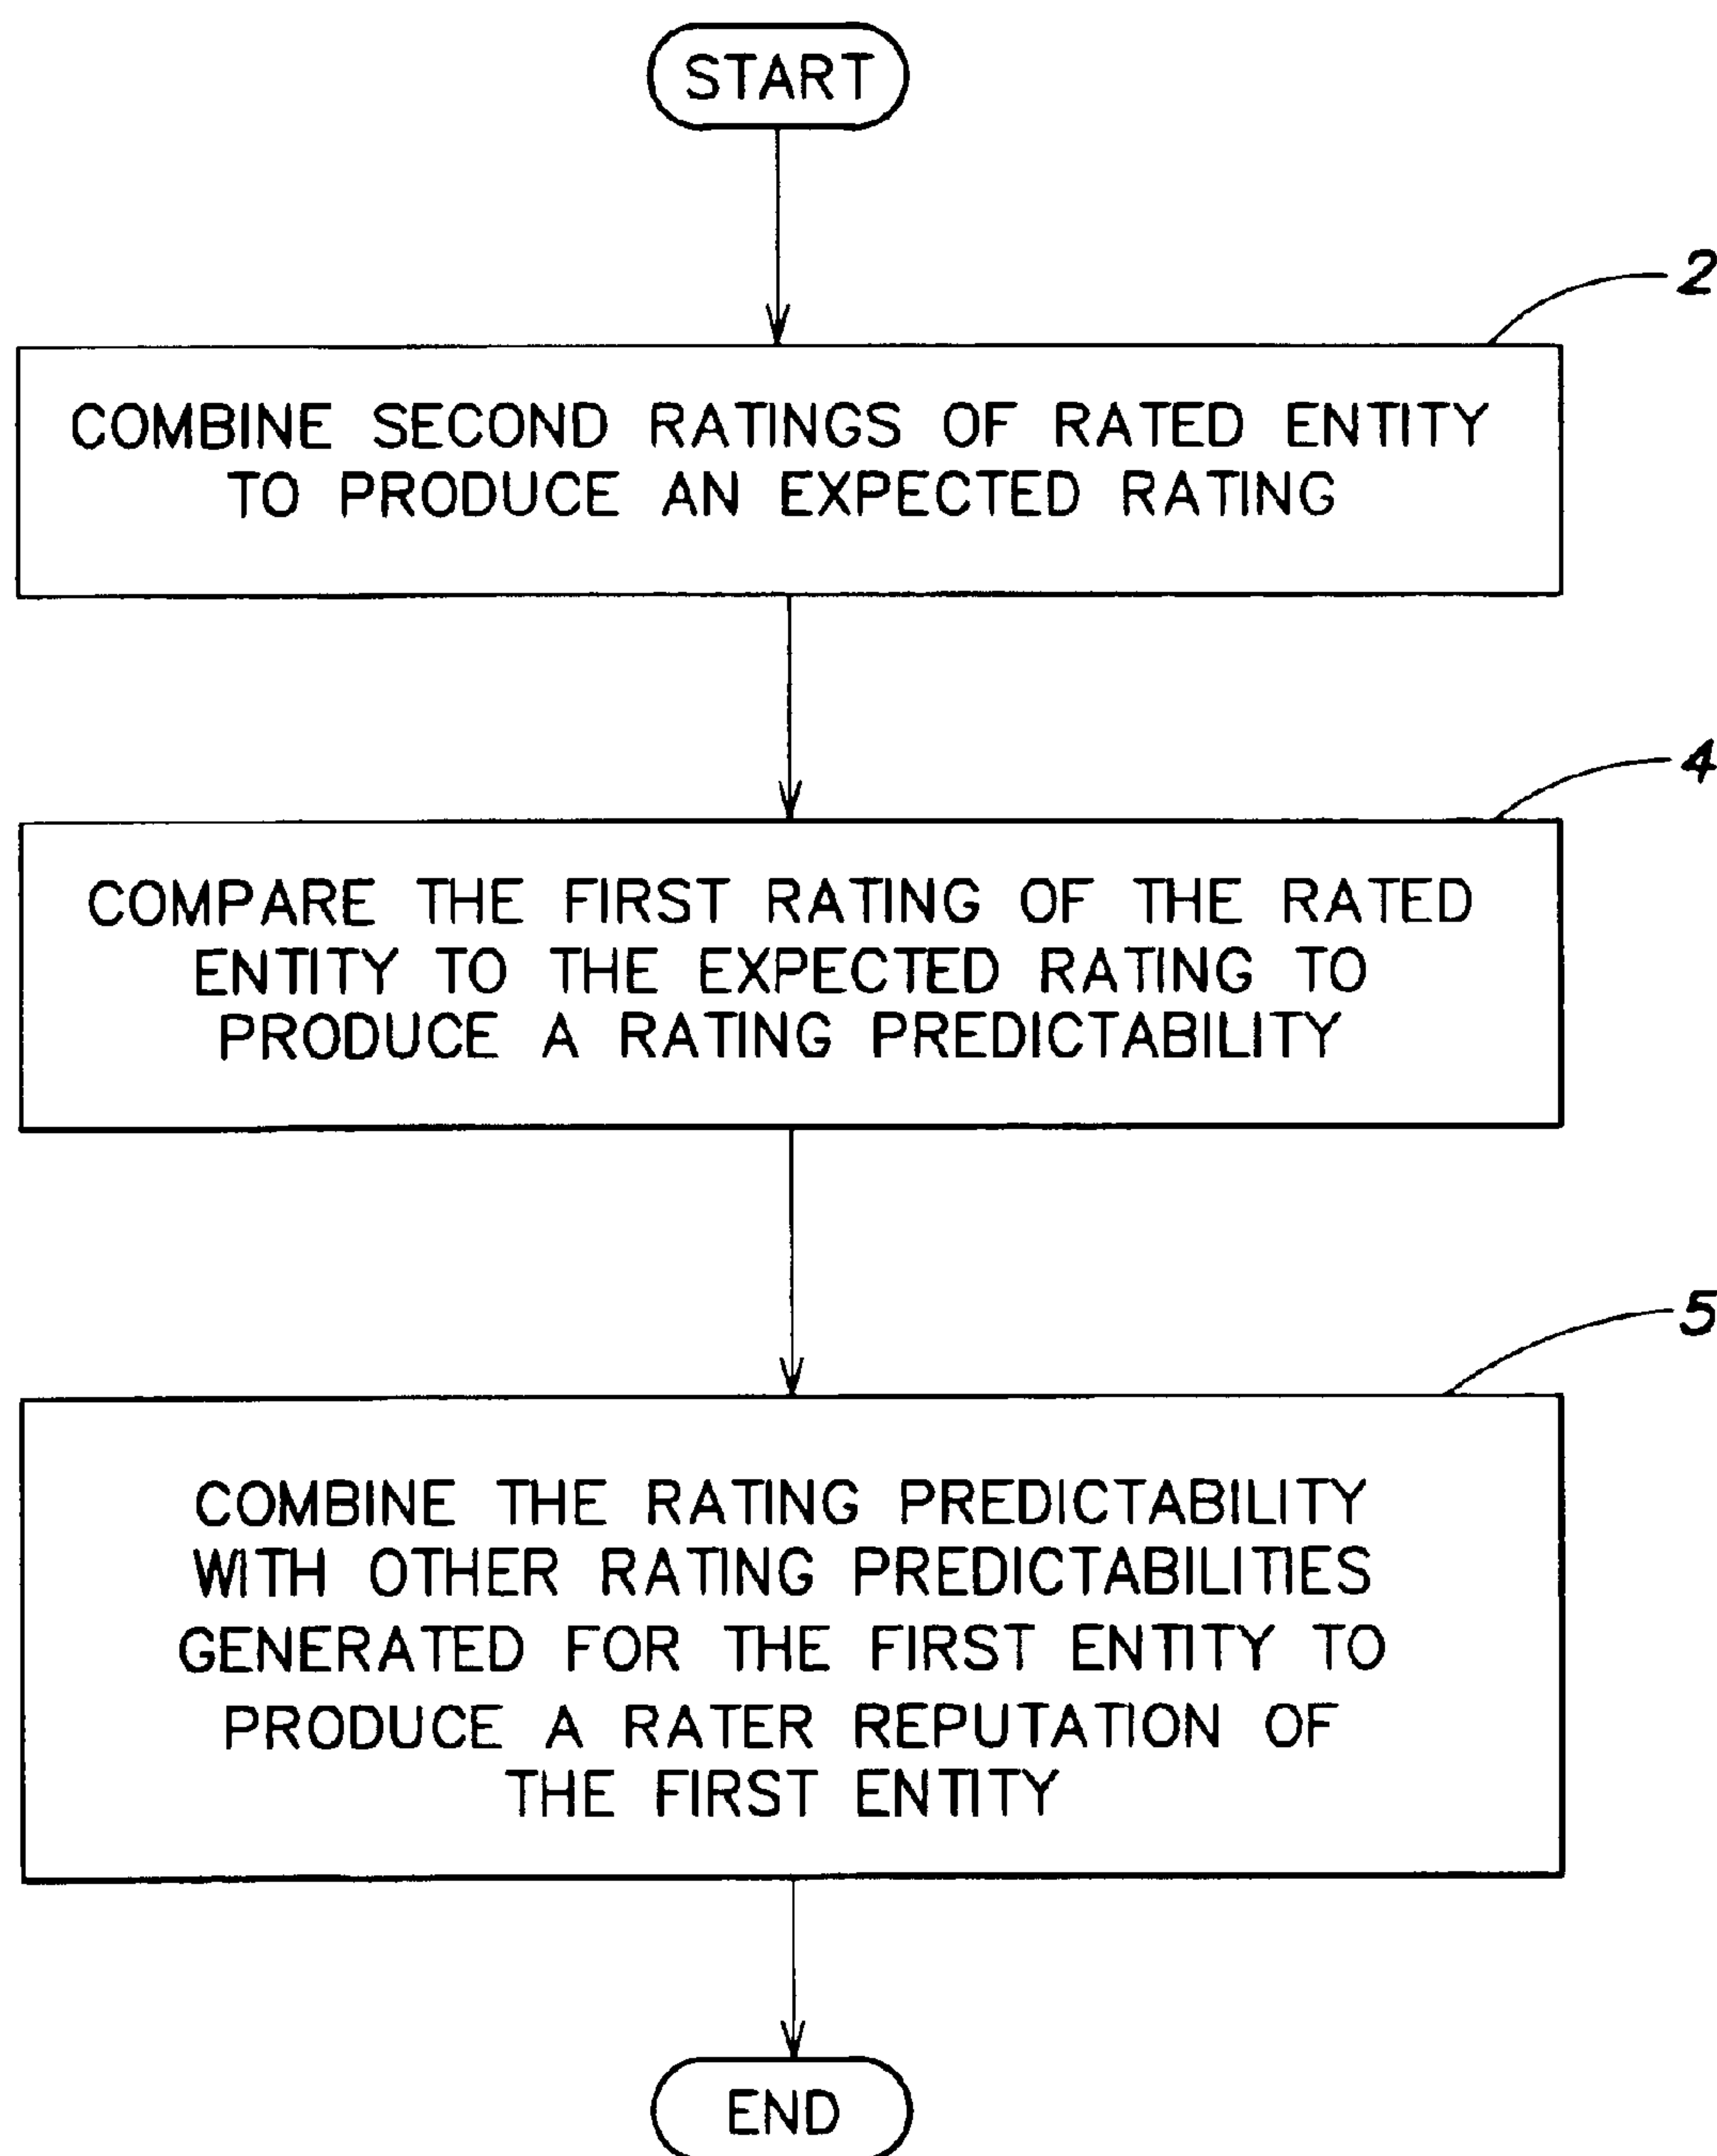 START
2
COMBINE SECOND RATINGS OF RATED ENTITY
TO PRODUCE AN EXPECTED RATING
4
COMPARE THE FIRST RATING OF THE RATED
ENTITY TO THE EXPECTED RATING TO
PRODUCE A RATING PREDICTABILITY
5
COMBINE THE RATING PREDICTABILITY
WITH OTHER RATING PREDICTABILITIES
GENERATED FOR THE FIRST ENTITY TO
PRODUCE A RATER REPUTATION OF
THE FIRST ENTITY
END